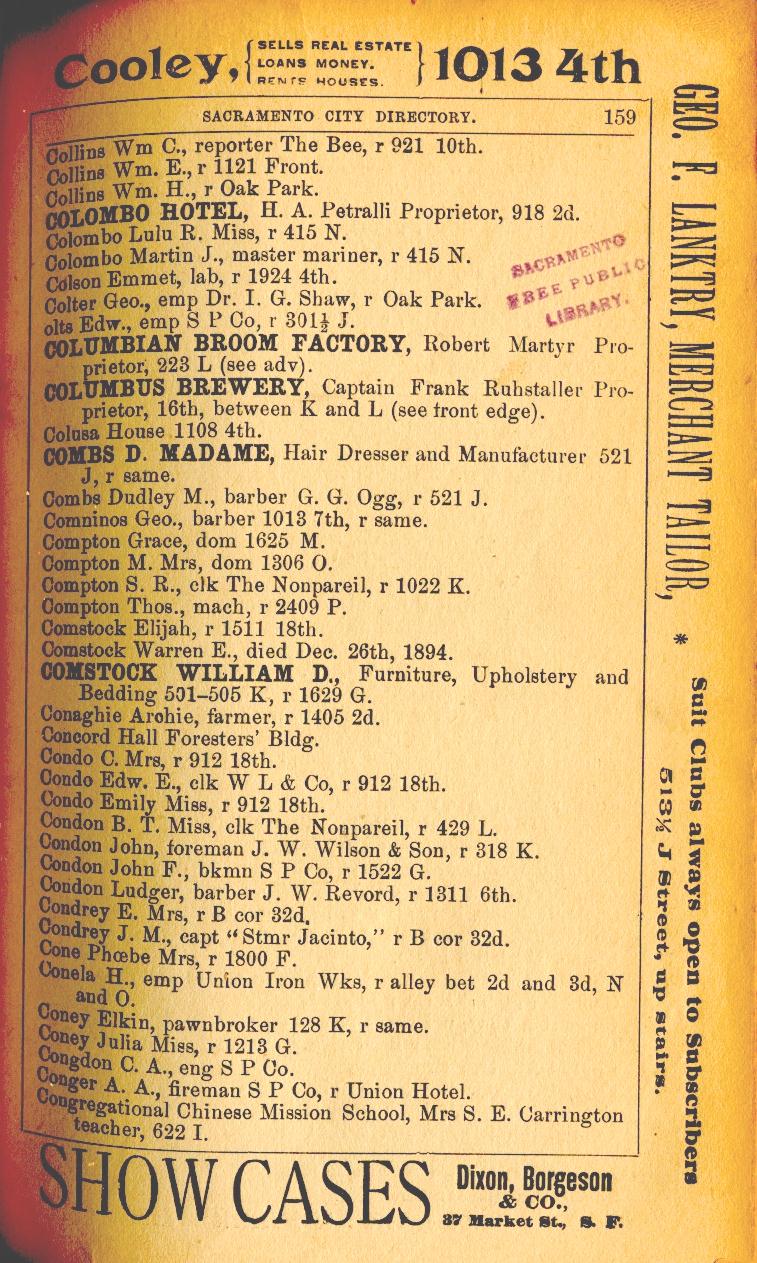 Cooley, { SELLS REAL ESTATE
LOANS MONEY.
RENTS HOUSES. } 1013 4th
SACRAMENTO CITY DIRECTORY. 159
Collins Wm C., reporter The Bee, r 921 10th.
Collins Wm. E., r 1121 Front.
Collins Wm. H., r Oak Park.
COLOMBO HOTEL, H. A. Petralli Proprietor, 918 2d.
Colombo Lulu R. Miss, r 415 N.
Colombo Martin J., master mariner, r 415 N.
Colson Emmet, lab, r 1924 4th.
Colter Geo., emp Dr. I. G. Shaw, r Oak Park.
olts Edw., emp S P Co, r 301½ J.
COLUMBIAN BROOM FACTORY, Robert Martyr Pro-
prietor, 223 L (see adv).
COLUMBUS BREWERY, Captain Frank Ruhstaller Pro-
prietor, 16th, between K and L (see front edge).
Colusa House 1108 4th.
COMBS D. MADAME, Hair Dresser and Manufacturer 521
J, r same.
Combs Dudley M., barber G. G. Ogg, r 521 J.
Comninos Geo., barber 1013 7th, r same.
Compton Grace, dom 1625 M.
Compton M. Mrs, dom 1306 O.
Compton S. R., clk The Nonpareil, r 1022 K.
Compton Thos., mach, r 2409 P.
Comstock Elijah, r 1511 18th.
Comstock Warren E., died Dec. 26th, 1894.
COMSTOCK WILLIAM D., Furniture, Upholstery and
Bedding 501–505 K, r 1629 G.
Conaghie Archie, farmer, r 1405 2d.
Concord Hall Foresters' Bldg.
Condo C. Mrs, r 912 18th.
Condo Edw. E., clk W L & Co, r 912 18th.
Condo Emily Miss, r 912 18th.
Condon B. T. Miss, clk The Nonpareil, r 429 L.
Condon John, foreman J. W. Wilson & Son, r 318 K.
Condon John F., bkmn S P Co, r 1522 G.
Condon Ludger, barber J. W. Revord, r 1311 6th.
Condrey E. Mrs, r B cor 32d.
Condrey J. M., capt "Stmr Jacinto," r B cor 32d.
Cone Phœbe Mrs, r 1800 F.
Conela H., emp Union Iron Wks, r alley bet 2d and 3d, N
and O.
Coney Elkin, pawnbroker 128 K, r same.
Coney Julia Miss, r 1213 G.
Congdon C. A., eng S P Co.
Conger A. A., fireman S P Co, r Union Hotel.
Congregational Chinese Mission School, Mrs S. E. Carrington
teacher, 622 I.
SACRAMENTO
FREE PUBLIC
LIBRARY.
GEO. F. LANKTRY, MERCHANT TAILOR, * Suit Clubs always open to Subscribers
513½ J Street, up stairs.
SHOW CASES Dixon, Borgeson
& CO.,
37 Market St., S. F.